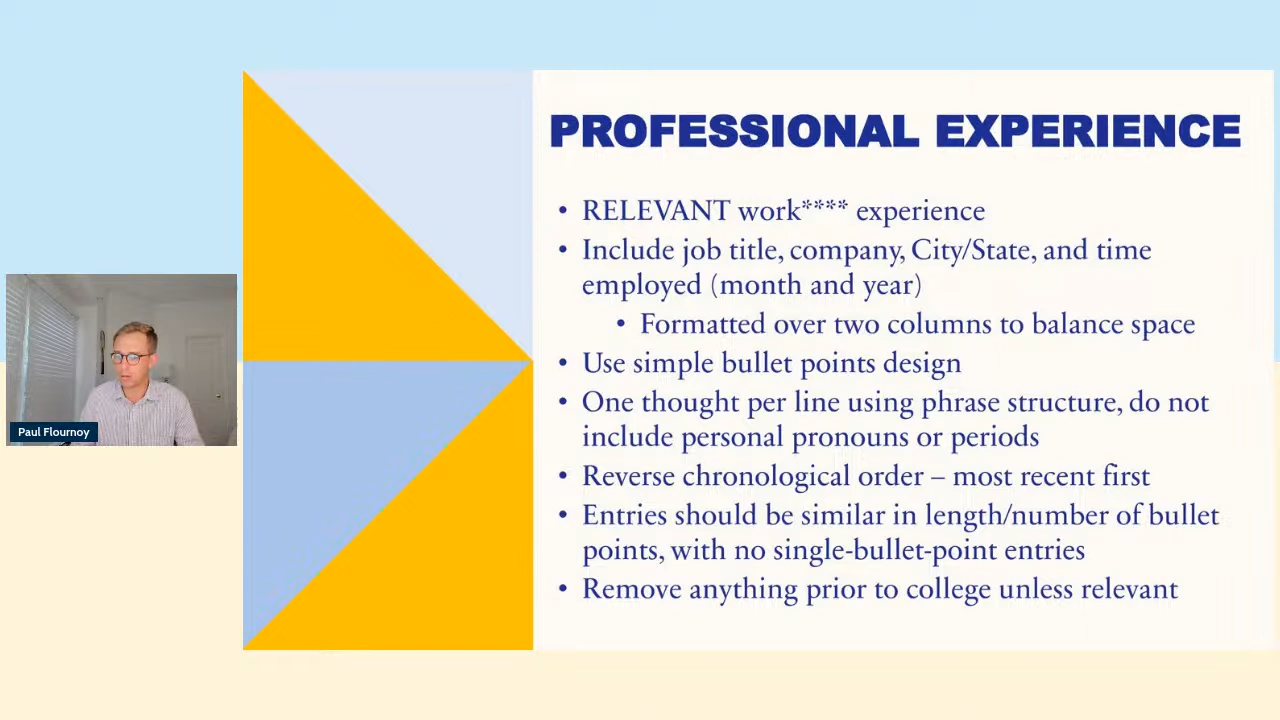 PROFESSIONAL EXPERIENCE
• RELEVANT work**** experience
• Include job title, company, City/State, and time
employed (month and year)
• Formatted over two columns to balance space
• Use simple bullet points design
• One thought per line using phrase structure, do not
include personal pronouns or periods
• Reverse chronological order – most recent first
• Entries should be similar in length/number of bullet
points, with no single-bullet-point entries
• Remove anything prior to college unless relevant
Paul Flournoy